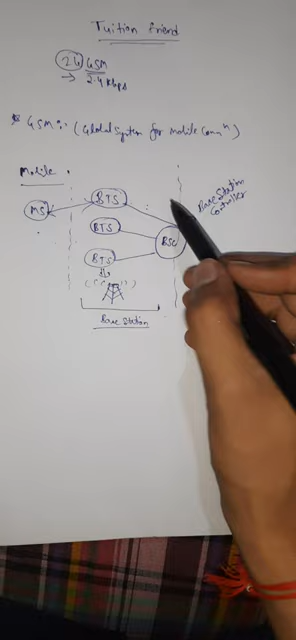 Tuition friend
2G GSM
→ 2.4 kbps
* GSM:: (Global System for Mobile Commⁿ)
Mobile
MS
BTS
BTS
BTS
BSC
Base Station
Controller
Base Station